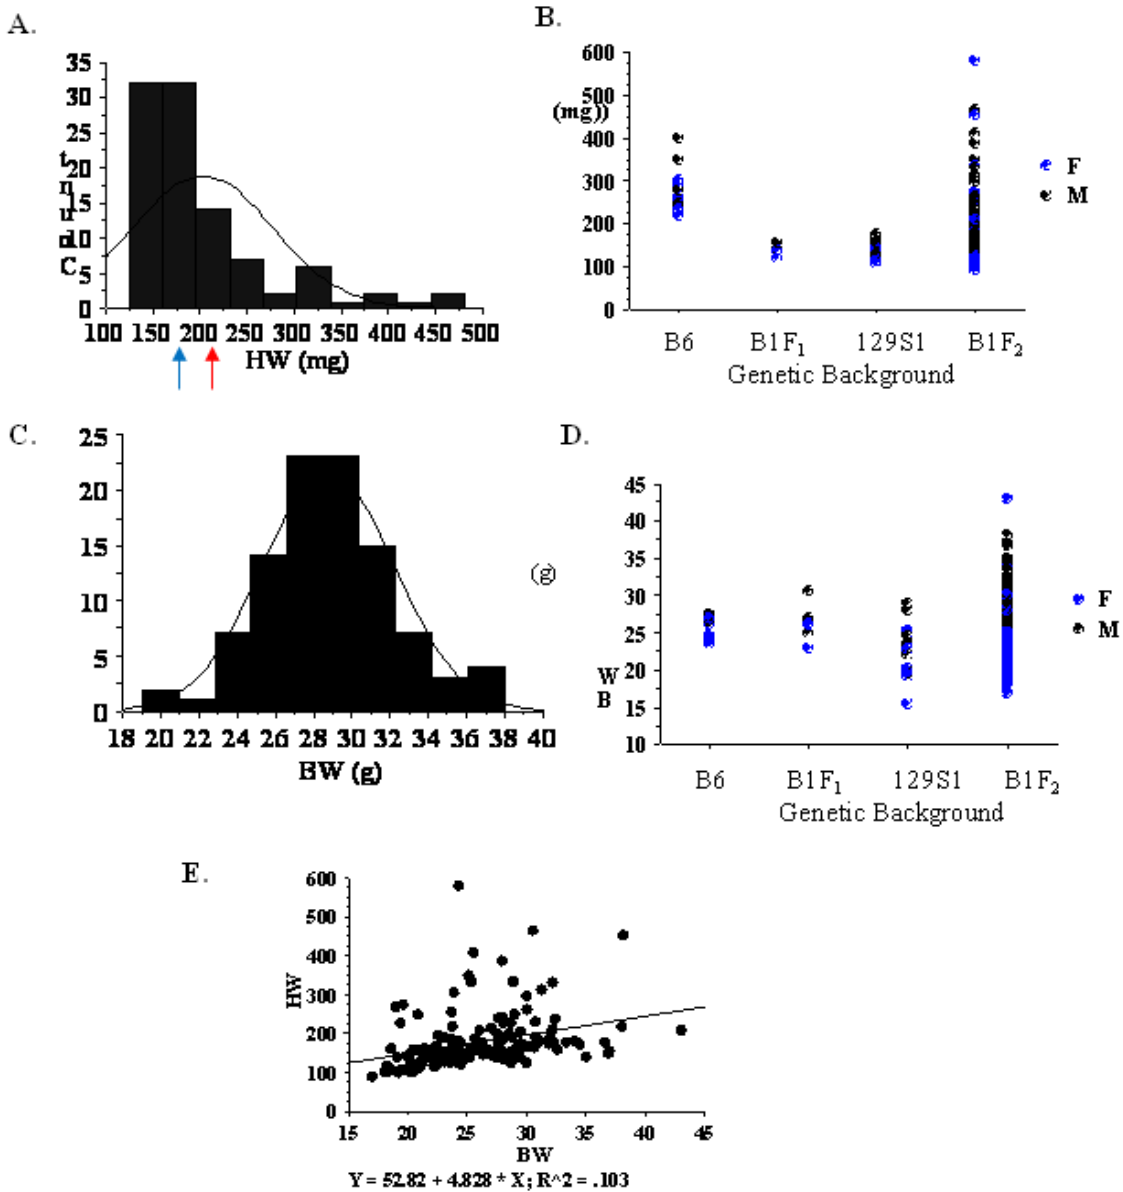 A.
35
30
25
20
15
10
5
0
Count
100 150 200 250 300 350 400 450 500
HW (mg)
B.
600
500
(mg))
400
300
200
100
0
B6 B1F1 129S1 B1F2
Genetic Background
F
M
C.
25
20
15
10
5
0
18 20 22 24 26 28 30 32 34 36 38 40
BW (g)
D.
45
40
35
(g)
30
25
20
W
B
15
10
B6 B1F1 129S1 B1F2
Genetic Background
F
M
E.
600
500
400
HW
300
200
100
0
15 20 25 30 35 40 45
BW
Y = 52.82 + 4.828 * X; R^2 = .103